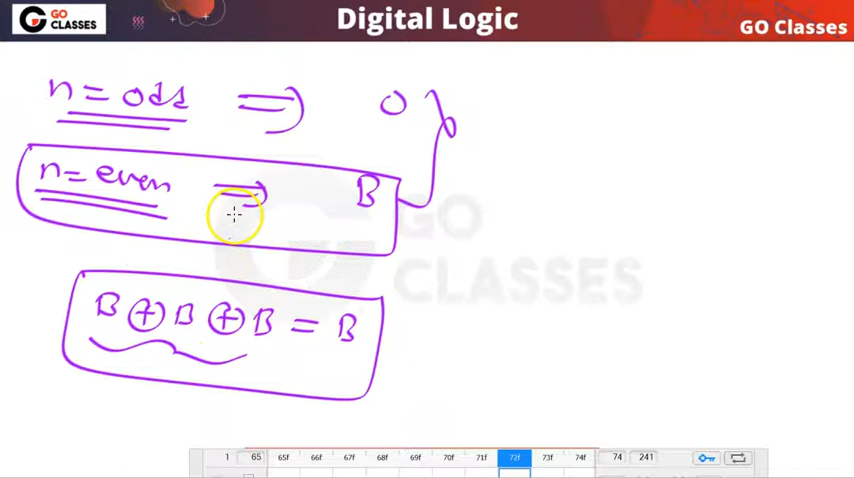 GO
CLASSES
Digital Logic
GO Classes
n = odd ⇒ 0
n = even ⇒ B
B ⊕ B ⊕ B = B
GO
CLASSES
1 65 65f 66f 67f 68f 69f 70f 71f 72f 73f 74f 74 241